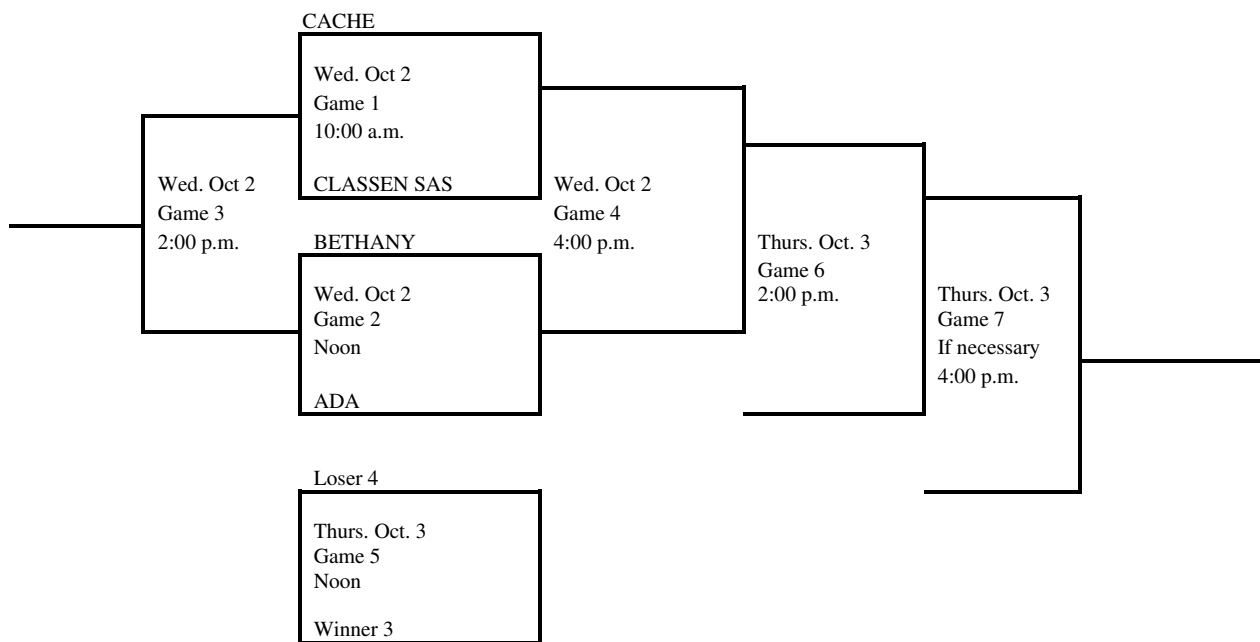 CACHE
Wed. Oct 2
Game 1
10:00 a.m.
CLASSEN SAS
Wed. Oct 2
Game 3
2:00 p.m.
Wed. Oct 2
Game 4
4:00 p.m.
BETHANY
Wed. Oct 2
Game 2
Noon
ADA
Thurs. Oct. 3
Game 6
2:00 p.m.
Thurs. Oct. 3
Game 7
If necessary
4:00 p.m.
Loser 4
Thurs. Oct. 3
Game 5
Noon
Winner 3